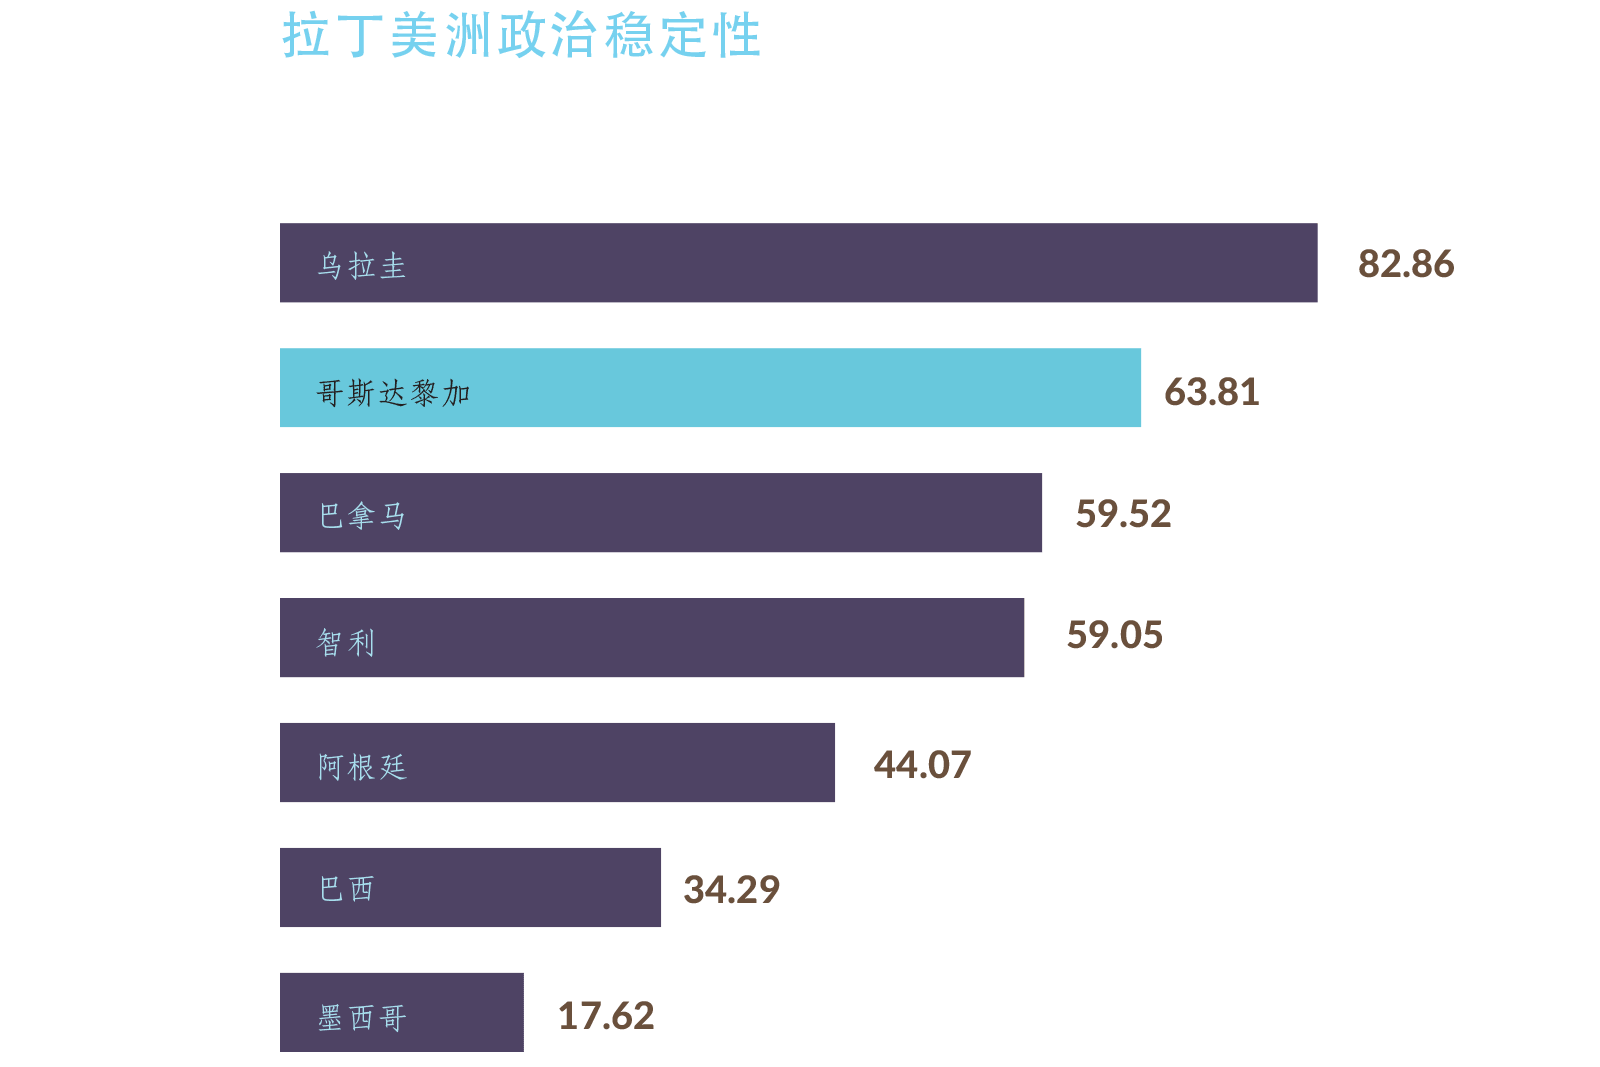 拉丁美洲政治稳定性
乌拉圭 82.86
哥斯达黎加 63.81
巴拿马 59.52
智利 59.05
阿根廷 44.07
巴西 34.29
墨西哥 17.62